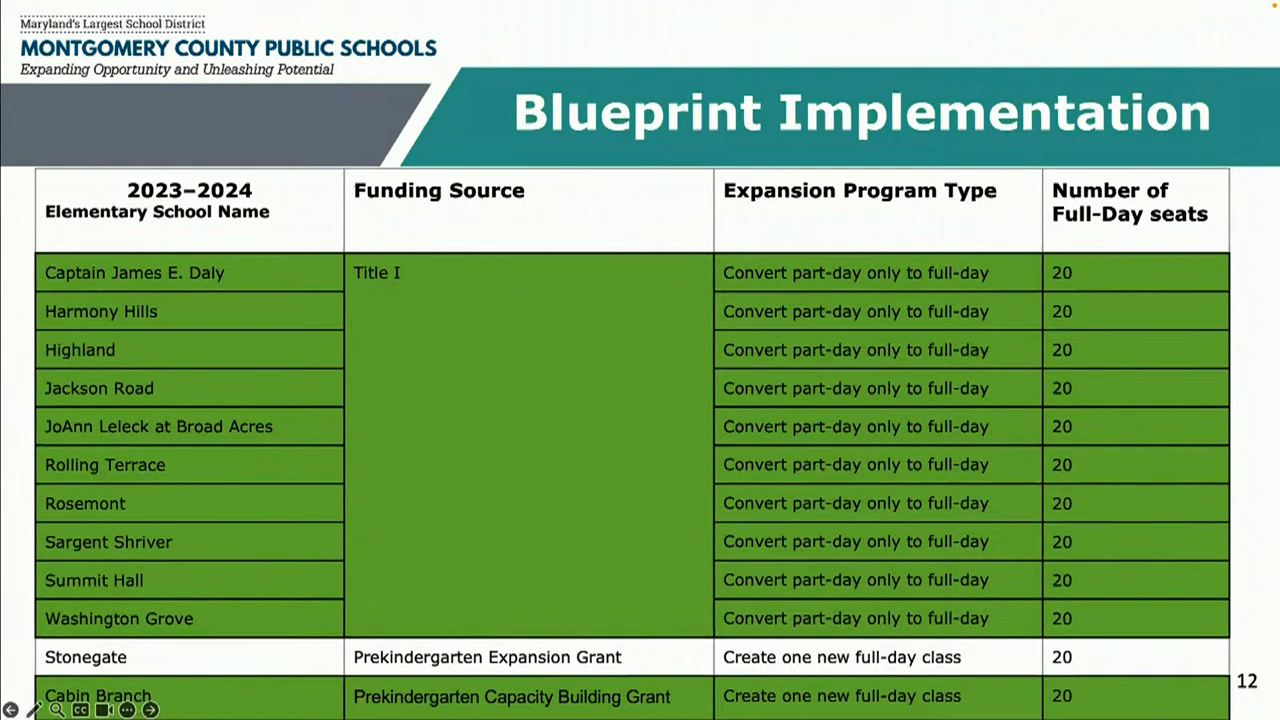 Maryland's Largest School District
MONTGOMERY COUNTY PUBLIC SCHOOLS
Expanding Opportunity and Unleashing Potential
Blueprint Implementation
2023–2024 Elementary School Name Funding Source Expansion Program Type Number of Full-Day seats
Captain James E. Daly Title I Convert part-day only to full-day 20
Harmony Hills Convert part-day only to full-day 20
Highland Convert part-day only to full-day 20
Jackson Road Convert part-day only to full-day 20
JoAnn Leleck at Broad Acres Convert part-day only to full-day 20
Rolling Terrace Convert part-day only to full-day 20
Rosemont Convert part-day only to full-day 20
Sargent Shriver Convert part-day only to full-day 20
Summit Hall Convert part-day only to full-day 20
Washington Grove Convert part-day only to full-day 20
Stonegate Prekindergarten Expansion Grant Create one new full-day class 20
Cabin Branch Prekindergarten Capacity Building Grant Create one new full-day class 20
12
CC